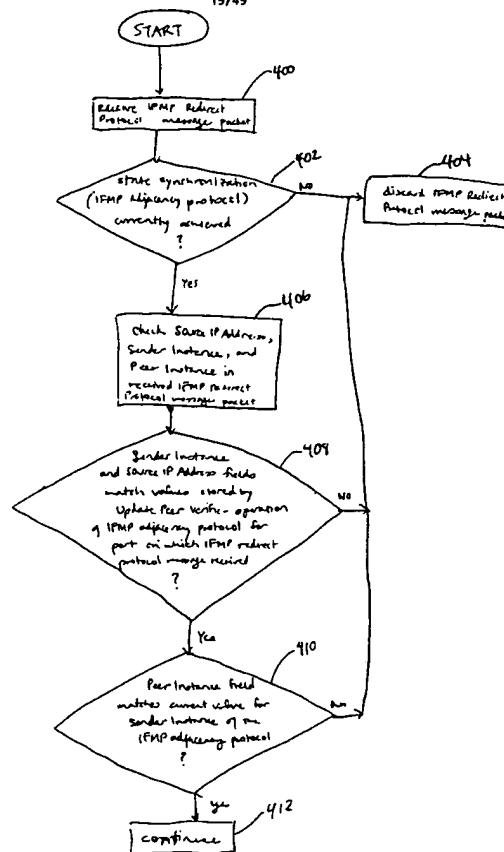 15/45
START
400
Receive IFMP Redirect
Protocol message packet
402
state synchronization
(IFMP Adjacency protocol)
currently achieved
?
No
404
discard IFMP Redirect
Protocol message packet
Yes
406
check Source IP Address,
Sender Instance, and
Peer Instance in
received IFMP redirect
Protocol message packet
408
Sender Instance
and Source IP Address fields
match values stored by
Update Peer Verifier operation
of IFMP adjacency protocol for
port on which IFMP redirect
protocol message received
?
No
Yes
410
Peer Instance field
matches current value for
Sender Instance of the
IFMP adjacency protocol
?
No
Yes
412
continue